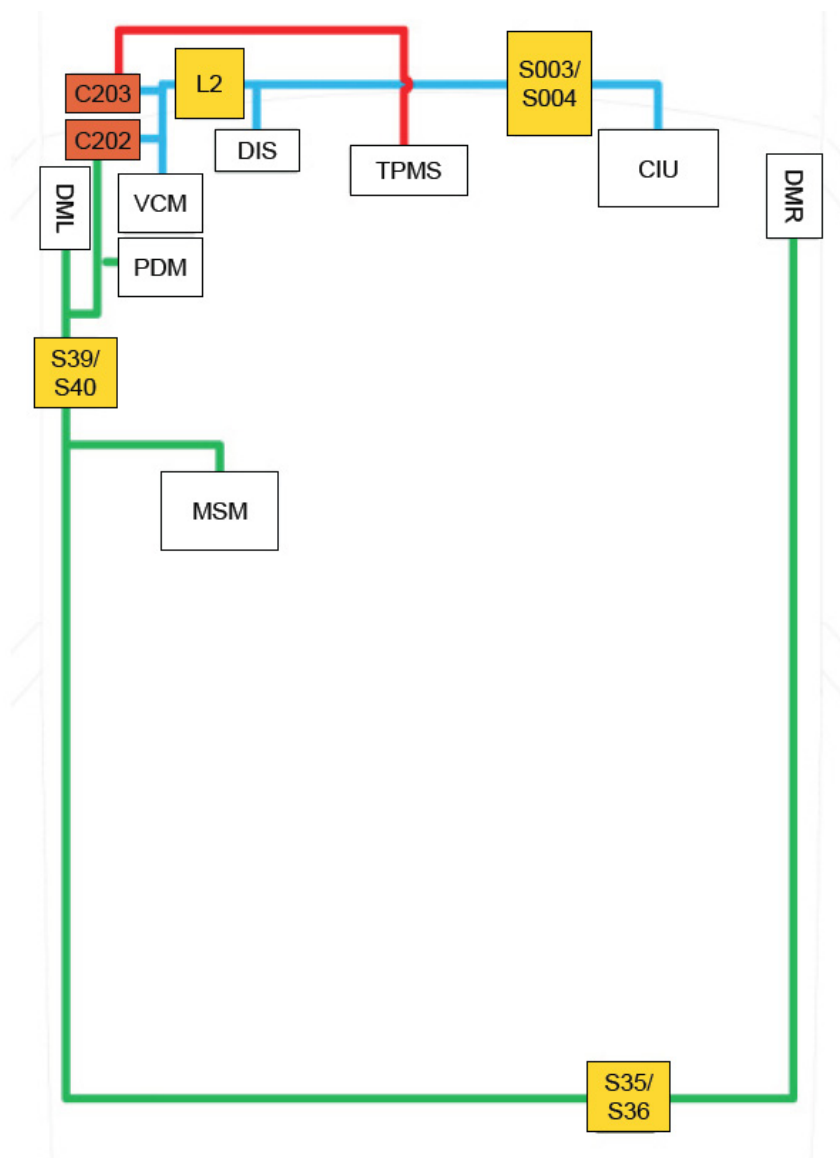 C203
L2
S003/
S004
C202
DIS
TPMS
CIU
DML
VCM
DMR
PDM
S39/
S40
MSM
S35/
S36